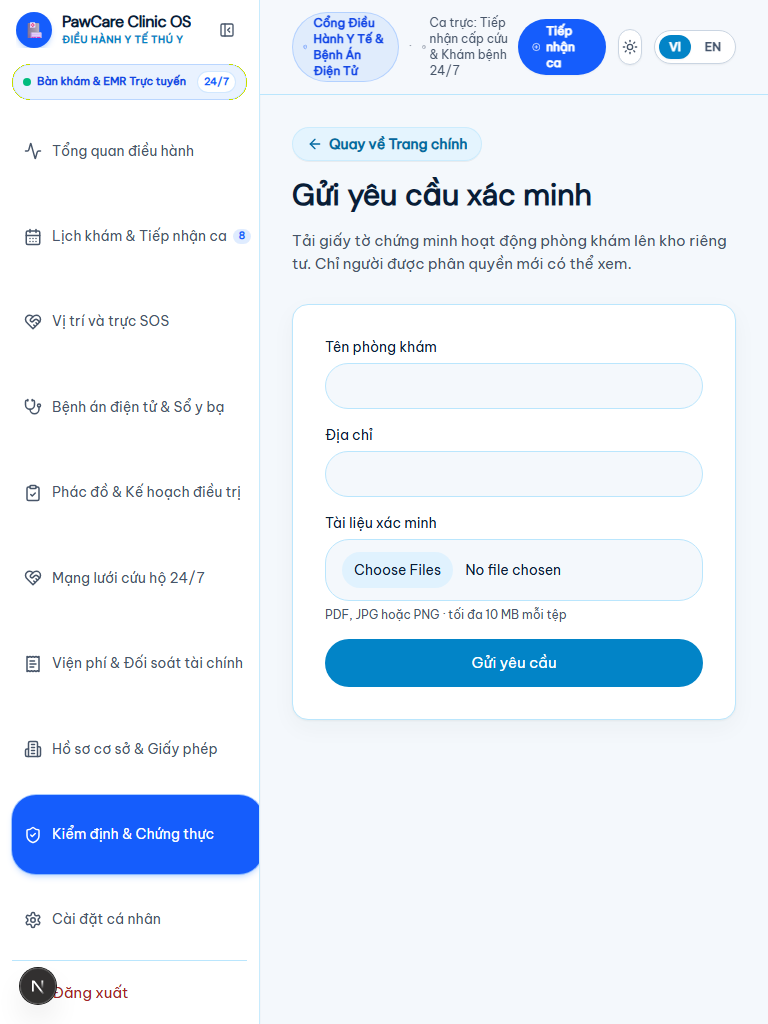 PawCare Clinic OS
ĐIỀU HÀNH Y TẾ THÚ Y
Bàn khám & EMR Trực tuyến 24/7
Tổng quan điều hành
Lịch khám & Tiếp nhận ca 8
Vị trí và trực SOS
Bệnh án điện tử & Sổ y bạ
Phác đồ & Kế hoạch điều trị
Mạng lưới cứu hộ 24/7
Viện phí & Đối soát tài chính
Hồ sơ cơ sở & Giấy phép
Kiểm định & Chứng thực
Cài đặt cá nhân
N
Đăng xuất
Cổng Điều
Hành Y Tế &
Bệnh Án
Điện Tử
·
Ca trực: Tiếp
nhận cấp cứu
& Khám bệnh
24/7
Tiếp
nhận
ca
VI EN
Quay về Trang chính
Gửi yêu cầu xác minh
Tải giấy tờ chứng minh hoạt động phòng khám lên kho riêng
tư. Chỉ người được phân quyền mới có thể xem.
Tên phòng khám
Địa chỉ
Tài liệu xác minh
Choose Files No file chosen
PDF, JPG hoặc PNG · tối đa 10 MB mỗi tệp
Gửi yêu cầu